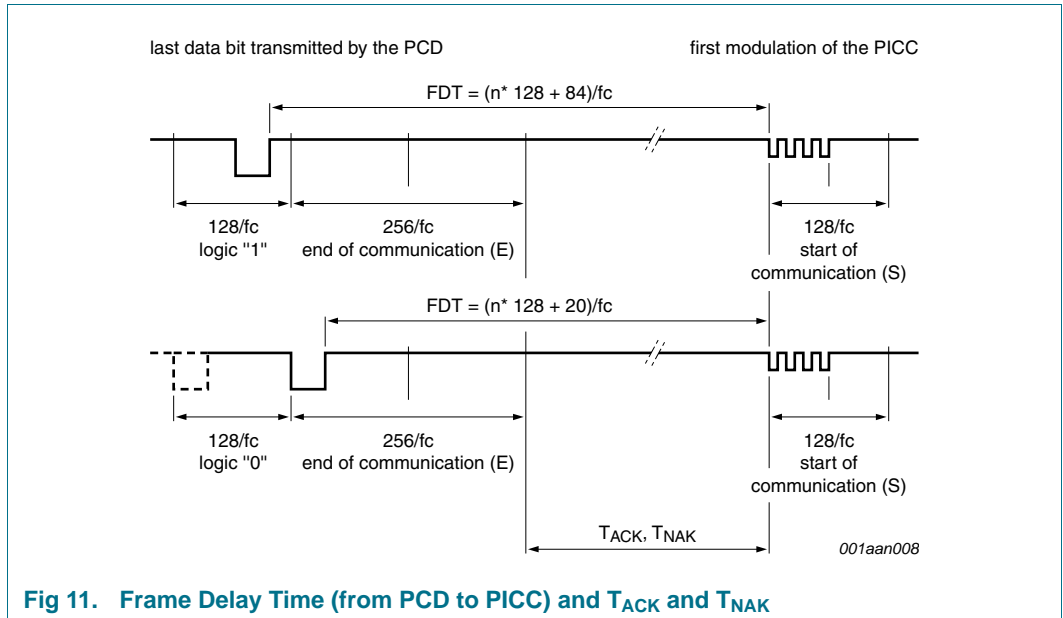 last data bit transmitted by the PCD
first modulation of the PICC
FDT = (n* 128 + 84)/fc
128/fc
logic "1"
256/fc
end of communication (E)
128/fc
start of
communication (S)
FDT = (n* 128 + 20)/fc
128/fc
logic "0"
256/fc
end of communication (E)
128/fc
start of
communication (S)
TACK, TNAK
001aan008
Fig 11. Frame Delay Time (from PCD to PICC) and TACK and TNAK